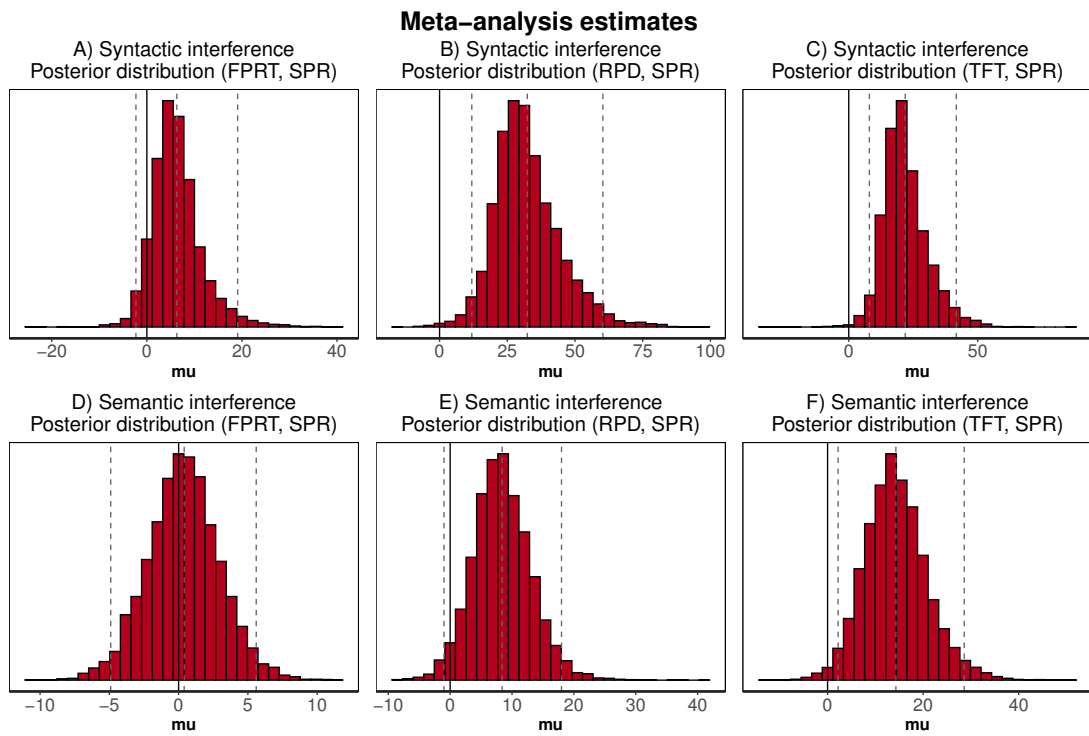 Meta−analysis estimates
A) Syntactic interference
Posterior distribution (FPRT, SPR)
−20 0 20 40
mu
B) Syntactic interference
Posterior distribution (RPD, SPR)
0 25 50 75 100
mu
C) Syntactic interference
Posterior distribution (TFT, SPR)
0 50
mu
D) Semantic interference
Posterior distribution (FPRT, SPR)
−10 −5 0 5 10
mu
E) Semantic interference
Posterior distribution (RPD, SPR)
−10 0 10 20 30 40
mu
F) Semantic interference
Posterior distribution (TFT, SPR)
0 20 40
mu